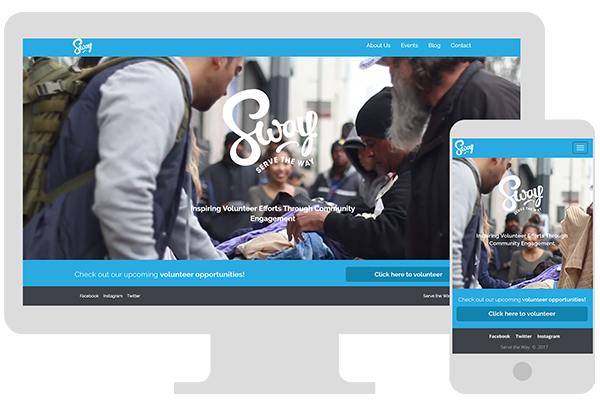 Sway
About Us Events Blog Contact
Sway
SERVE THE WAY
Inspiring Volunteer Efforts Through Community
Engagement
Check out our upcoming volunteer opportunities!
Click here to volunteer
Facebook Instagram Twitter
Serve the Way
Sway
Sway
SERVE THE WAY
Inspiring Volunteer Efforts Through
Community Engagement
Check out our upcoming volunteer opportunities!
Click here to volunteer
Facebook Twitter Instagram
Serve the Way © 2017